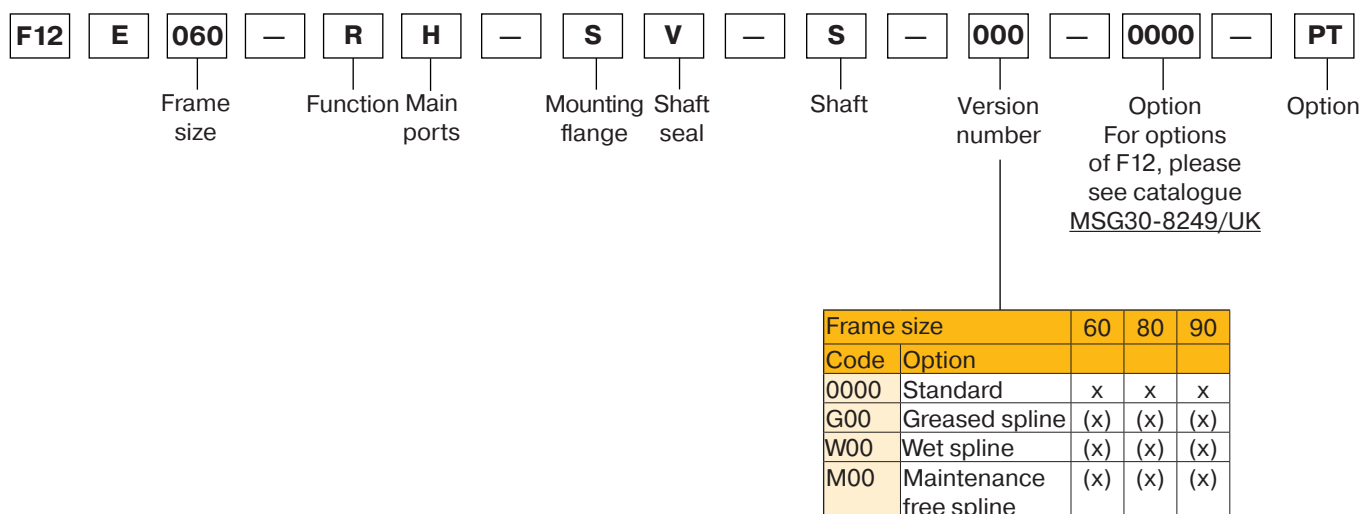 F12 E 060 — R H — S V — S — 000 — 0000 — PT
Frame size
Function
Main ports
Mounting flange
Shaft seal
Shaft
Version number
Option
For options
of F12, please
see catalogue
MSG30-8249/UK
Option
Frame size 60 80 90
Code Option
0000 Standard x x x
G00 Greased spline (x) (x) (x)
W00 Wet spline (x) (x) (x)
M00 Maintenance (x) (x) (x)
free spline